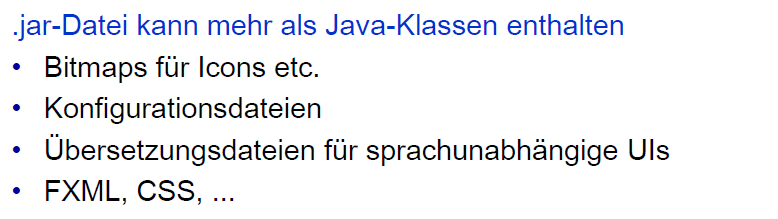 .jar-Datei kann mehr als Java-Klassen enthalten
• Bitmaps für Icons etc.
• Konfigurationsdateien
• Übersetzungsdateien für sprachunabhängige UIs
• FXML, CSS, ...